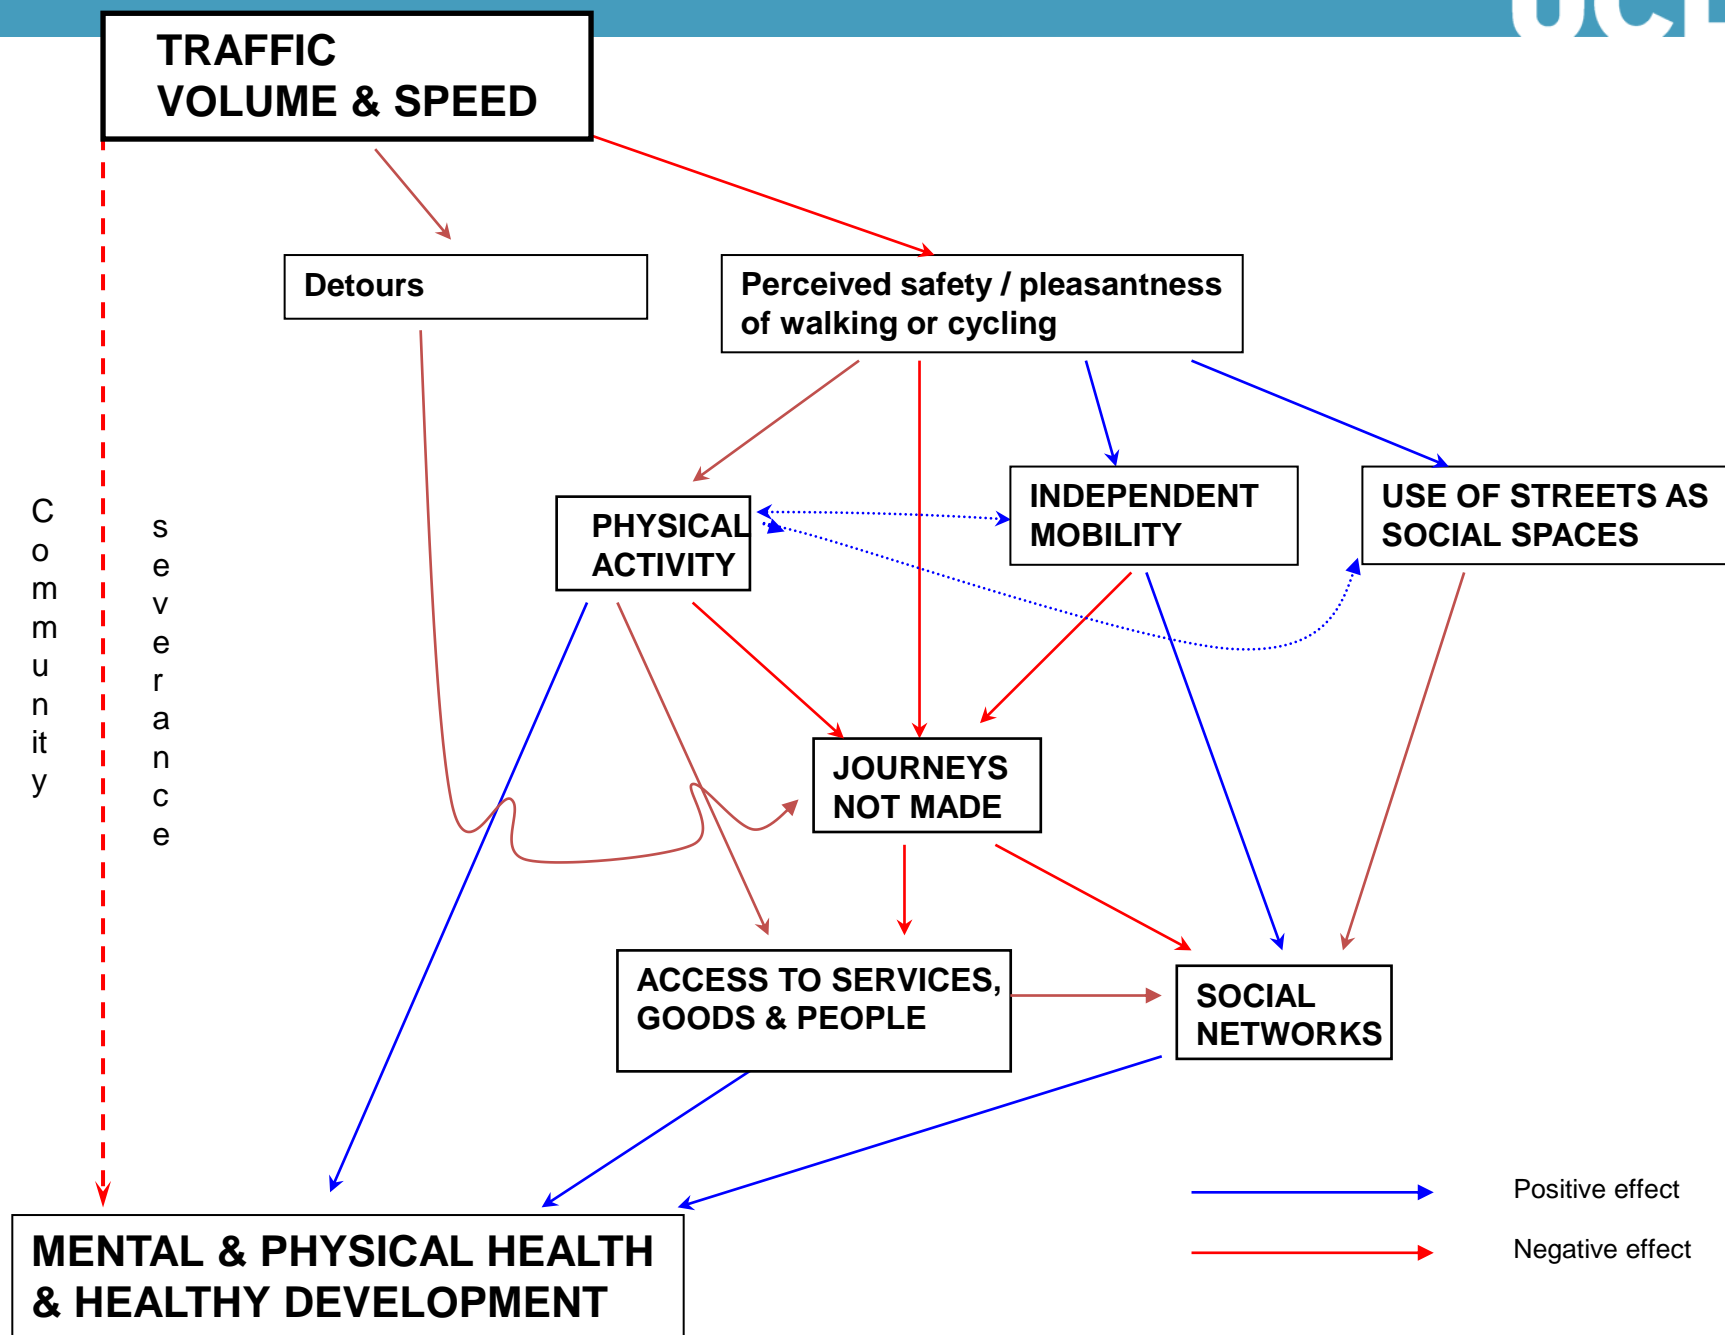 TRAFFIC
VOLUME & SPEED
Detours
Perceived safety / pleasantness
of walking or cycling
Community
severance
PHYSICAL
ACTIVITY
INDEPENDENT
MOBILITY
USE OF STREETS AS
SOCIAL SPACES
JOURNEYS
NOT MADE
ACCESS TO SERVICES,
GOODS & PEOPLE
SOCIAL
NETWORKS
Positive effect
Negative effect
MENTAL & PHYSICAL HEALTH
& HEALTHY DEVELOPMENT